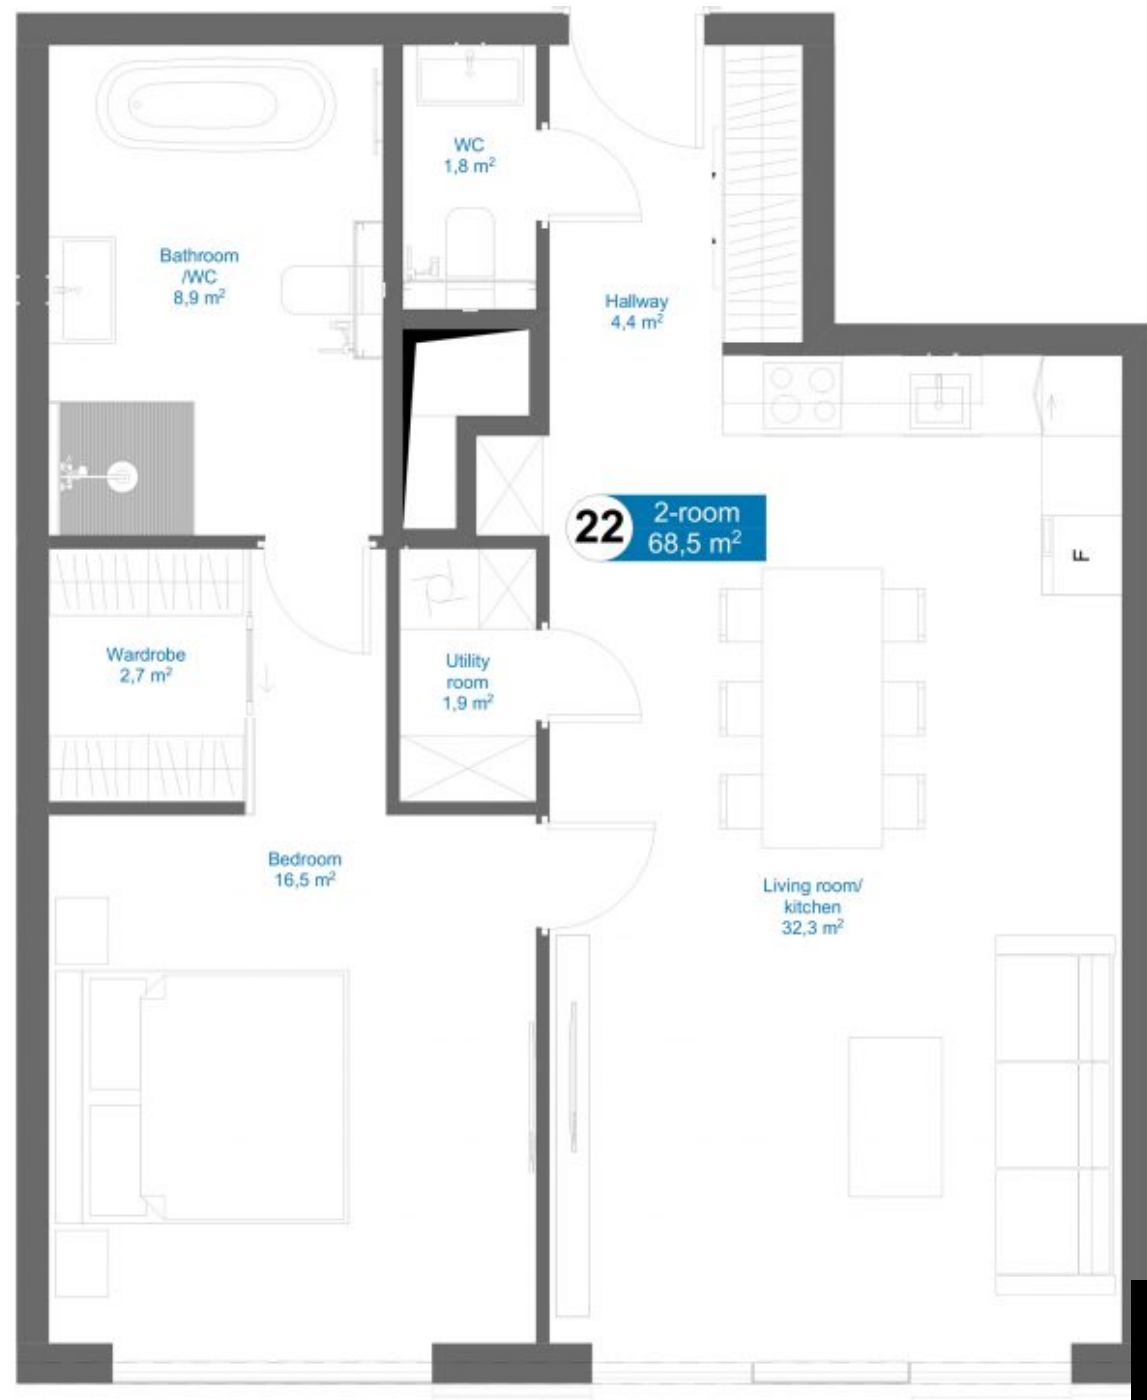 WC
1,8 m²
Bathroom
/WC
8,9 m²
Hallway
4,4 m²
22
2-room
68,5 m²
F
Wardrobe
2,7 m²
Utility
room
1,9 m²
Bedroom
16,5 m²
Living room/
kitchen
32,3 m²